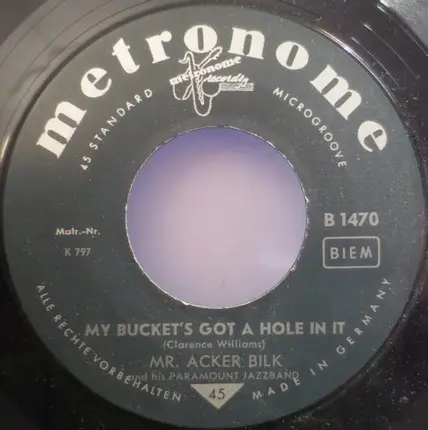 metronome
metronome
records
45 STANDARD
MICROGROOVE
B 1470
BIEM
Matr.-Nr.
K 797
MY BUCKET'S GOT A HOLE IN IT
(Clarence Williams)
MR. ACKER BILK
and his PARAMOUNT JAZZBAND
45
ALLE RECHTE VORBEHALTEN
MADE IN GERMANY